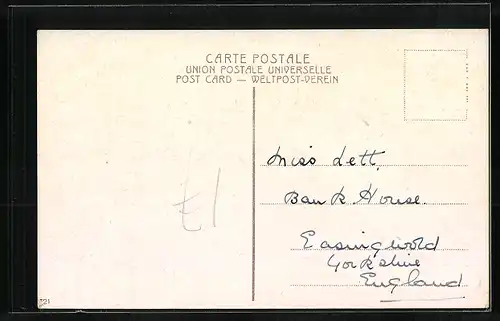 CARTE POSTALE
UNION POSTALE UNIVERSELLE
POST CARD — WELTPOST-VEREIN
Miss Lett.
Bank House.
Easingwold
Yorkshire
England
£1
721